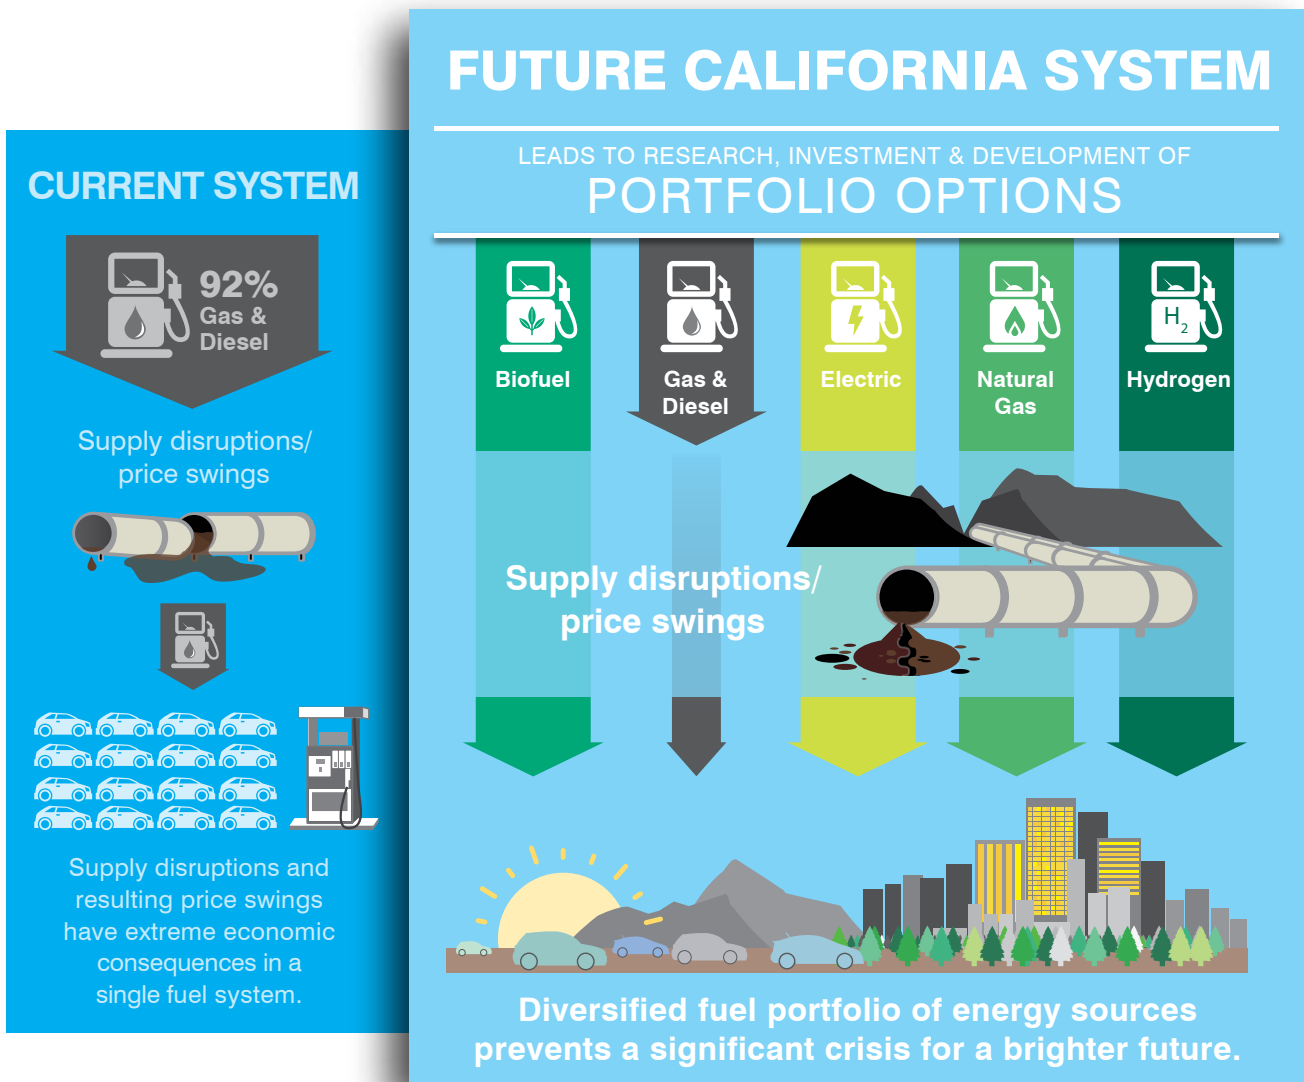 CURRENT SYSTEM
92%
Gas &
Diesel
Supply disruptions/
price swings
Supply disruptions and
resulting price swings
have extreme economic
consequences in a
single fuel system.
FUTURE CALIFORNIA SYSTEM
LEADS TO RESEARCH, INVESTMENT & DEVELOPMENT OF
PORTFOLIO OPTIONS
Biofuel
Gas &
Diesel
Electric
Natural
Gas
H2
Hydrogen
Supply disruptions/
price swings
Diversified fuel portfolio of energy sources
prevents a significant crisis for a brighter future.